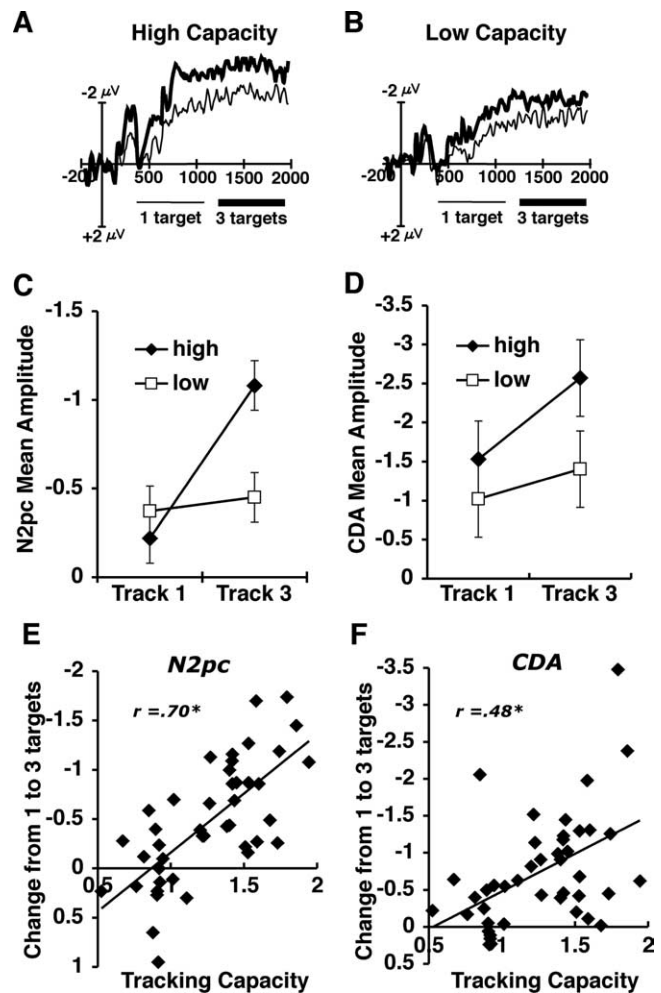 A
High Capacity
-2 µV
-200
500
1000
1500
2000
1 target
3 targets
+2 µV
B
Low Capacity
-2 µV
-200
500
1000
1500
2000
1 target
3 targets
+2 µV
C
N2pc Mean Amplitude
-1.5
-1
-0.5
0
high
low
Track 1
Track 3
D
CDA Mean Amplitude
-3.5
-3
-2.5
-2
-1.5
-1
-0.5
0
high
low
Track 1
Track 3
E
N2pc
r =.70*
Change from 1 to 3 targets
-2
-1.5
-1
-0.5
0
0.5
1
0.5
1
1.5
2
Tracking Capacity
F
CDA
r =.48*
Change from 1 to 3 targets
-3.5
-3
-2.5
-2
-1.5
-1
-0.5
0
0.5
0.5
1
1.5
2
Tracking Capacity